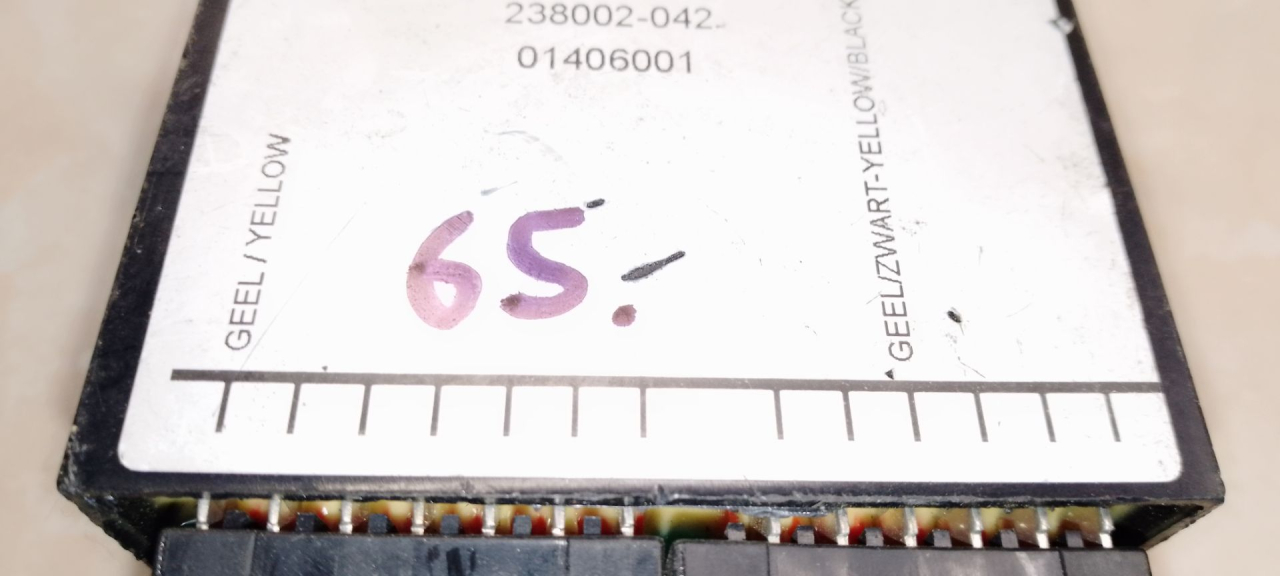 238002-042
01406001
GEEL / YELLOW
GEEL/ZWART-YELLOW/BLACK
65.-